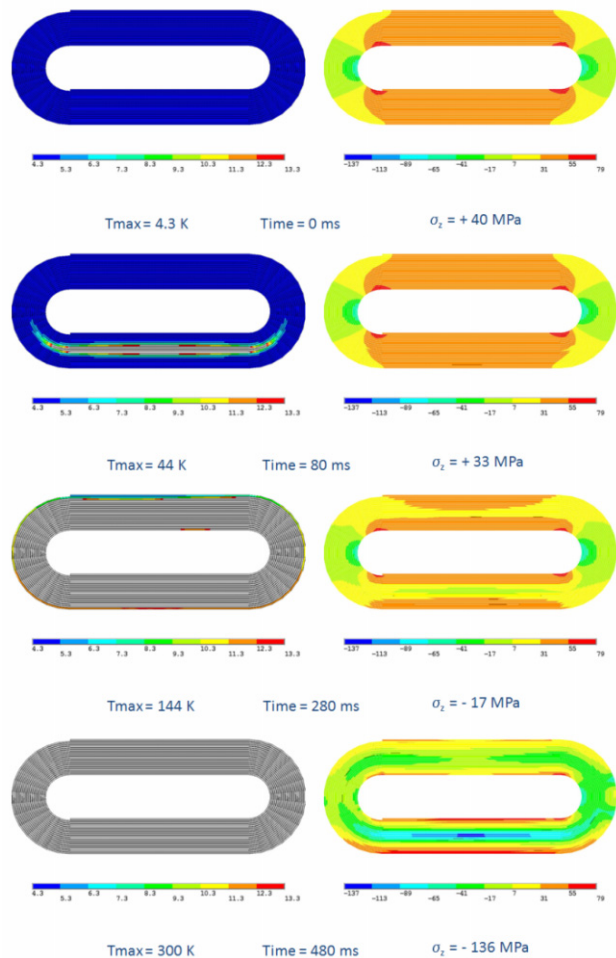 4.3 5.3 6.3 7.3 8.3 9.3 10.3 11.3 12.3 13.3 -137 -113 -89 -65 -41 -17 7 31 55 79
Tmax = 4.3 K Time = 0 ms σz = + 40 MPa
4.3 5.3 6.3 7.3 8.3 9.3 10.3 11.3 12.3 13.3 -137 -113 -89 -65 -41 -17 7 31 55 79
Tmax = 44 K Time = 80 ms σz = + 33 MPa
4.3 5.3 6.3 7.3 8.3 9.3 10.3 11.3 12.3 13.3 -137 -113 -89 -65 -41 -17 7 31 55 79
Tmax = 144 K Time = 280 ms σz = - 17 MPa
4.3 5.3 6.3 7.3 8.3 9.3 10.3 11.3 12.3 13.3 -137 -113 -89 -65 -41 -17 7 31 55 79
Tmax = 300 K Time = 480 ms σz = - 136 MPa